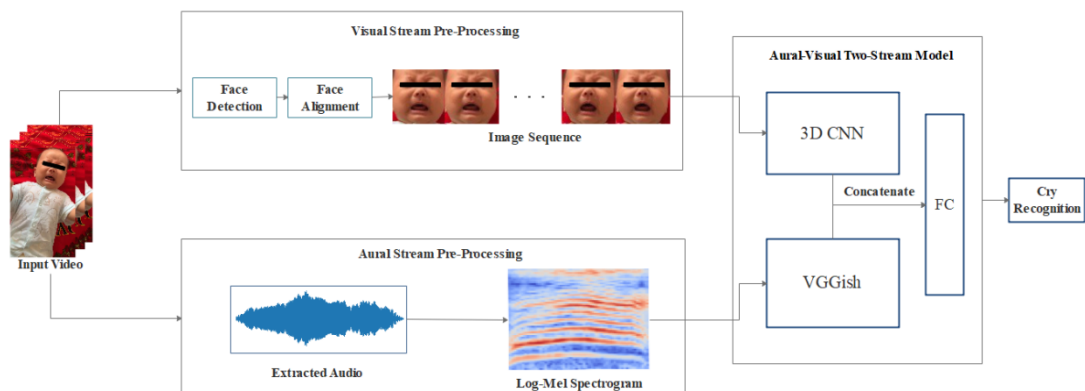 Visual Stream Pre-Processing
Face
Detection
Face
Alignment
. . .
Image Sequence
Input Video
Aural Stream Pre-Processing
Extracted Audio
Log-Mel Spectrogram
Aural-Visual Two-Stream Model
3D CNN
Concatenate
FC
VGGish
Cry
Recognition